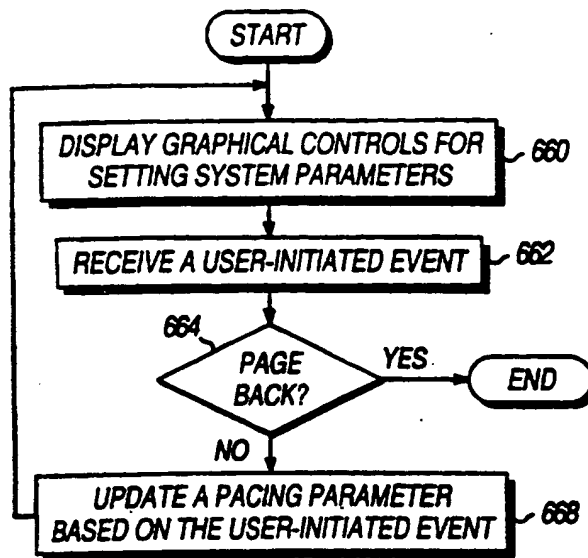 START
DISPLAY GRAPHICAL CONTROLS FOR
SETTING SYSTEM PARAMETERS
660
RECEIVE A USER-INITIATED EVENT
662
664
PAGE
BACK?
YES
END
NO
UPDATE A PACING PARAMETER
BASED ON THE USER-INITIATED EVENT
668